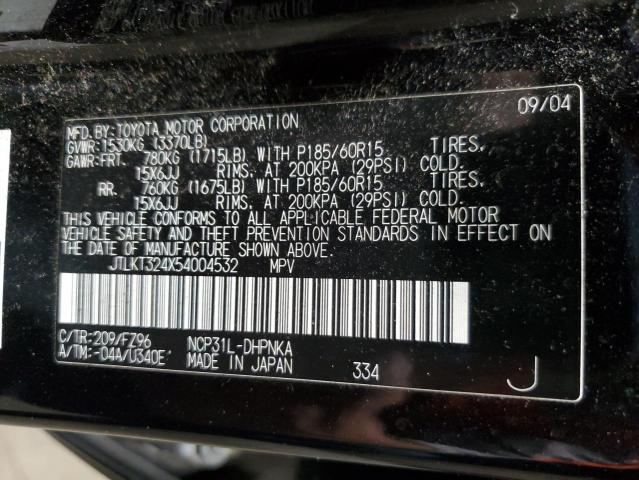 09/04
MFD.BY:TOYOTA MOTOR CORPORATION
GVWR:1530KG (3370LB)
GAWR:FRT. 780KG (1715LB) WITH P185/60R15 TIRES.
15X6JJ RIMS. AT 200KPA (29PSI) COLD.
RR. 760KG (1675LB) WITH P185/60R15 TIRES.
15X6JJ RIMS. AT 200KPA (29PSI) COLD.
THIS VEHICLE CONFORMS TO ALL APPLICABLE FEDERAL MOTOR
VEHICLE SAFETY AND THEFT PREVENTION STANDARDS IN EFFECT ON
THE DATE OF MANUFACTURE SHOWN ABOVE.
JTLKT324X54004532 MPV
C/TR:209/FZ96 NCP31L-DHPNKA
A/TM:-04A/U340E MADE IN JAPAN 334 J